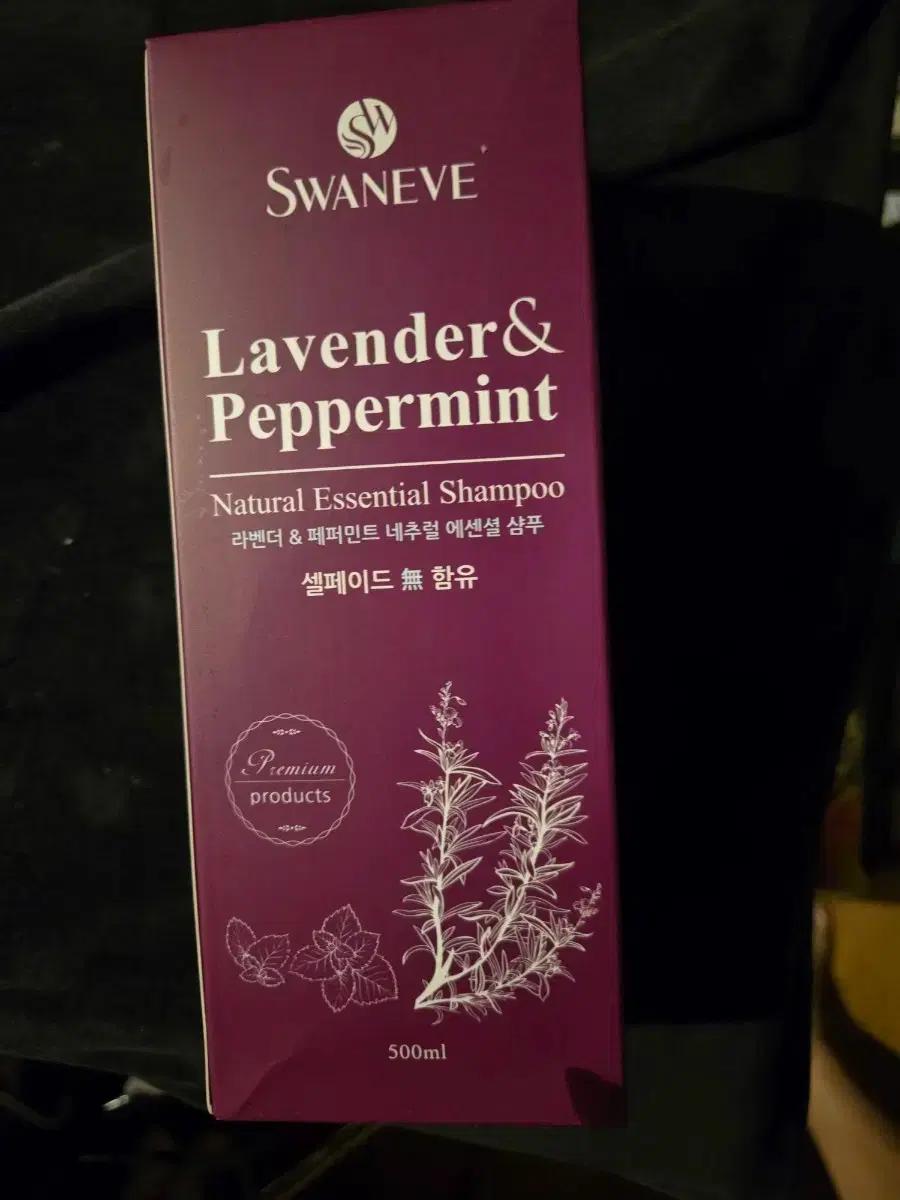 SW
SWANEVE
Lavender&
Peppermint
Natural Essential Shampoo
라벤더 & 페퍼민트 네추럴 에센셜 샴푸
셀페이드 無 함유
Premium
products
500ml